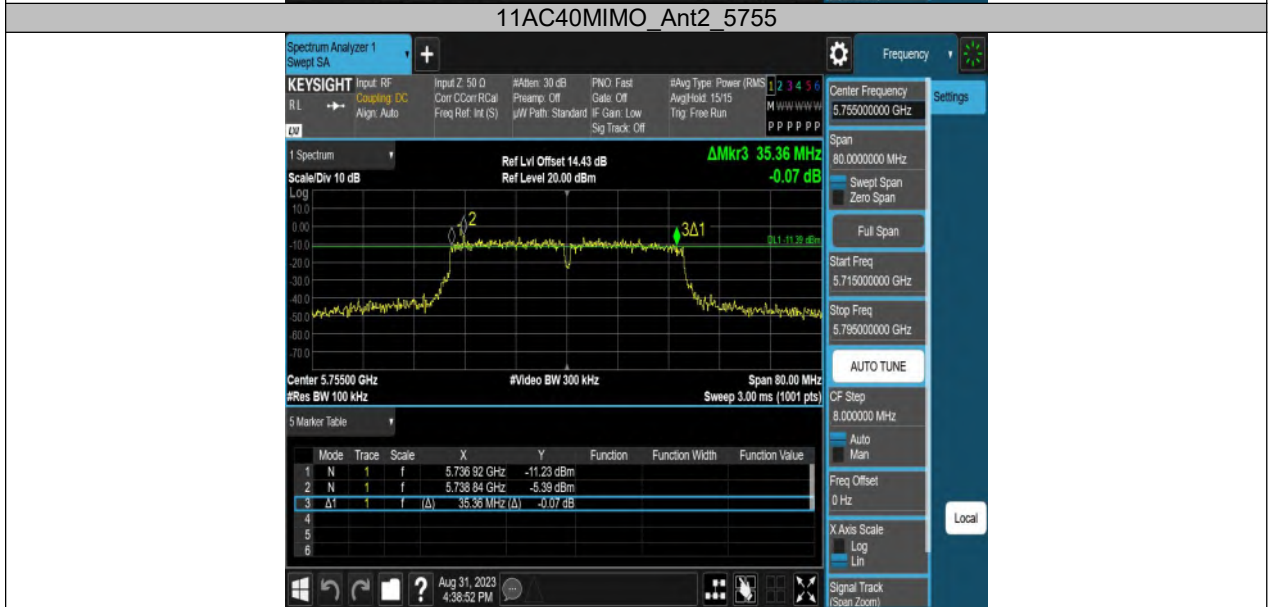 11AC40MIMO_Ant2_5755
Spectrum Analyzer 1
Swept SA
+
Frequency
KEYSIGHT Input: RF Input Z: 50 Ω #Atten: 30 dB PNO: Fast #Avg Type: Power (RMS 1 2 3 4 5 6
RL Coupling: DC Corr CCorr RCal Preamp: Off Gate: Off Avg|Hold: 15/15 M W W W W W
Align: Auto Freq Ref: Int (S) µW Path: Standard IF Gain: Low Trig: Free Run
Sig Track: Off P P P P P P
LXI
1 Spectrum Ref Lvl Offset 14.43 dB ΔMkr3 35.36 MHz
Scale/Div 10 dB Ref Level 20.00 dBm -0.07 dB
Log
10.0
0.00
-10.0
-20.0
-30.0
-40.0
-50.0
-60.0
-70.0
2
3Δ1
DL1 -11.39 dBm
Center 5.75500 GHz #Video BW 300 kHz Span 80.00 MHz
#Res BW 100 kHz Sweep 3.00 ms (1001 pts)
5 Marker Table
Mode Trace Scale X Y Function Function Width Function Value
1 N 1 f 5.736 92 GHz -11.23 dBm
2 N 1 f 5.738 84 GHz -5.39 dBm
3 Δ1 1 f (Δ) 35.36 MHz (Δ) -0.07 dB
4
5
6
?
Aug 31, 2023
4:38:52 PM
Center Frequency
5.755000000 GHz
Settings
Span
80.0000000 MHz
Swept Span
Zero Span
Full Span
Start Freq
5.715000000 GHz
Stop Freq
5.795000000 GHz
AUTO TUNE
CF Step
8.000000 MHz
Auto
Man
Freq Offset
0 Hz
Local
X Axis Scale
Log
Lin
Signal Track
(Span Zoom)